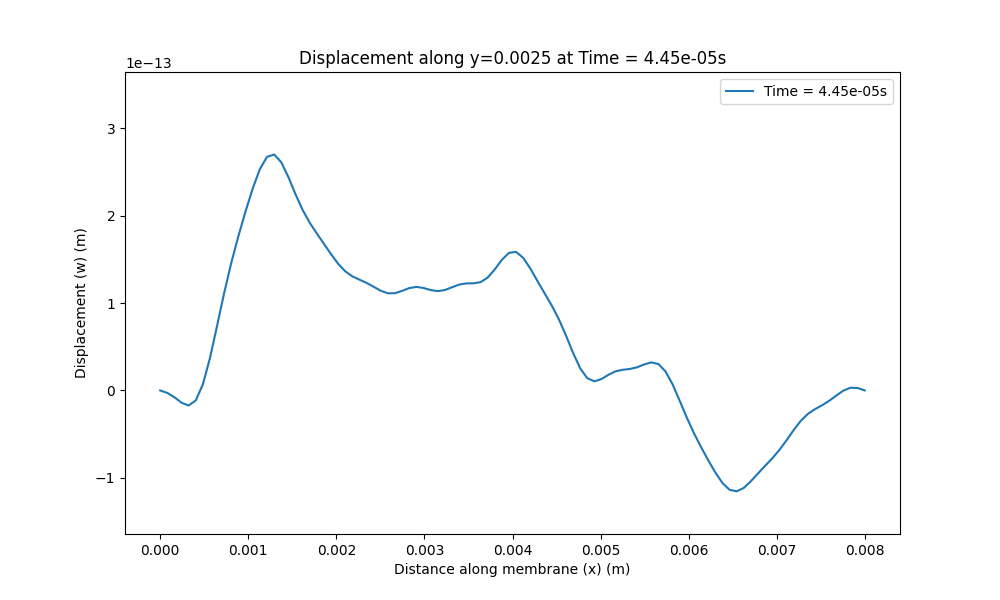 Displacement along y=0.0025 at Time = 4.45e-05s
1e−13
Time = 4.45e-05s
3
2
1
0
−1
Displacement (w) (m)
0.000 0.001 0.002 0.003 0.004 0.005 0.006 0.007 0.008
Distance along membrane (x) (m)